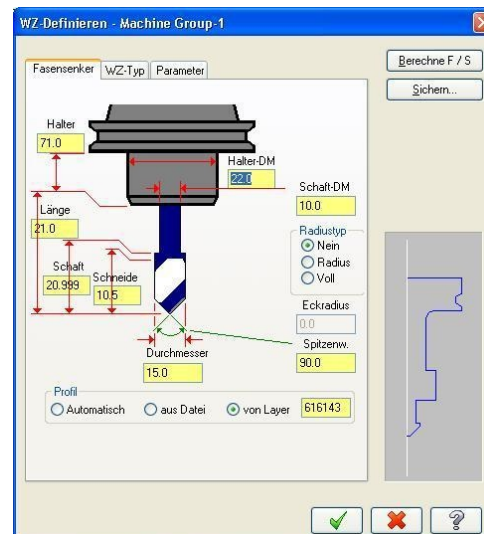 WZ-Definieren - Machine Group-1
Fasensenker
WZ-Typ
Parameter
Berechne F / S
Sichern...
Halter
71.0
Halter-DM
22.0
Schaft-DM
10.0
Länge
21.0
Radiustyp
Nein
Radius
Voll
Schaft
20.999
Schneide
10.5
Eckradius
0.0
Spitzenw.
90.0
Durchmesser
15.0
Profil
Automatisch
aus Datei
von Layer
616143